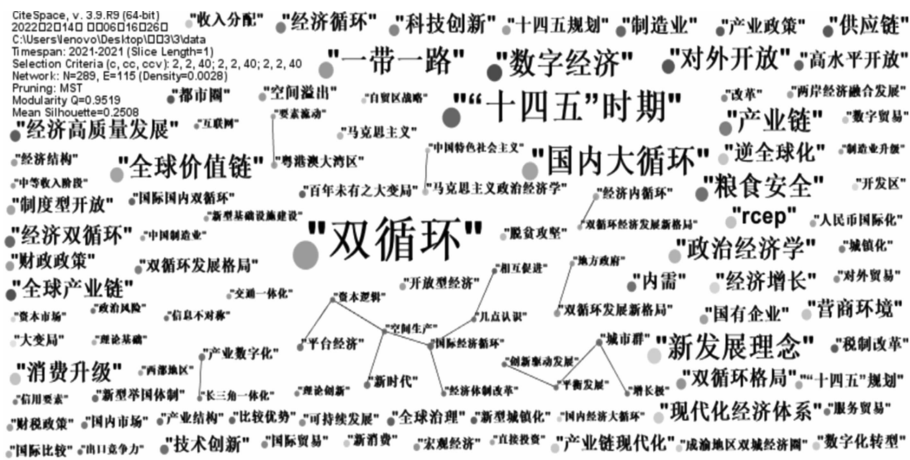 CiteSpace, v. 3.9.R9 (64-bit)
2022年2月14日 06时16分26秒
C:\Users\lenovo\Desktop\3\3\data
Timespan: 2021-2021 (Slice Length=1)
Selection Criteria (c, cc, ccv): 2, 2, 40; 2, 2, 40; 2, 2, 40
Network: N=289, E=115 (Density=0.0028)
Pruning: MST
Modularity Q=0.9519
Mean Silhouette=0.2508
"收入分配" "经济循环" "科技创新" "十四五规划" "制造业" "产业政策" "供应链"
"一带一路" "数字经济" "对外开放" "高水平开放"
"都市圈" "空间溢出" "自贸区战略" "“十四五”时期" "改革" "两岸经济融合发展"
"经济高质量发展" "互联网" "要素流动" "马克思主义" "产业链" "数字贸易"
"经济结构" "全球价值链" "粤港澳大湾区" "中国特色社会主义" "国内大循环" "逆全球化" "制造业升级"
"中等收入阶段" "国际国内双循环" "百年未有之大变局" "马克思主义政治经济学" "经济内循环" "粮食安全" "开发区"
"制度型开放" "新型基础设施建设" "rcep" "人民币国际化"
"经济双循环" "中国制造业" "双循环" "脱贫攻坚" "双循环经济发展新格局" "政治经济学" "城镇化"
"财政政策" "双循环发展格局" "相互促进" "地方政府"
"全球产业链" "交通一体化" "开放型经济" "内需" "经济增长" "对外贸易"
"资本市场" "政治风险" "信息不对称" "资本逻辑" "几点认识" "双循环发展新格局" "国有企业" "营商环境"
"大变局" "理论基础" "产业数字化" "平台经济" "空间生产" "国际经济循环" "城市群" "新发展理念" "税制改革"
"消费升级" "西部地区" "新时代" "创新驱动发展" "双循环格局" "“十四五”规划"
"信用要素" "新型举国体制" "长三角一体化" "理论创新" "经济体制改革" "平衡发展" "增长极"
"财税政策" "国内市场" "产业结构" "比较优势" "可持续发展" "全球治理" "新型城镇化" "国内经济大循环" "现代化经济体系" "服务贸易"
"国际比较" "出口竞争力" "技术创新" "国际贸易" "新消费" "宏观经济" "直接投资" "产业链现代化" "成渝地区双城经济圈" "数字化转型"